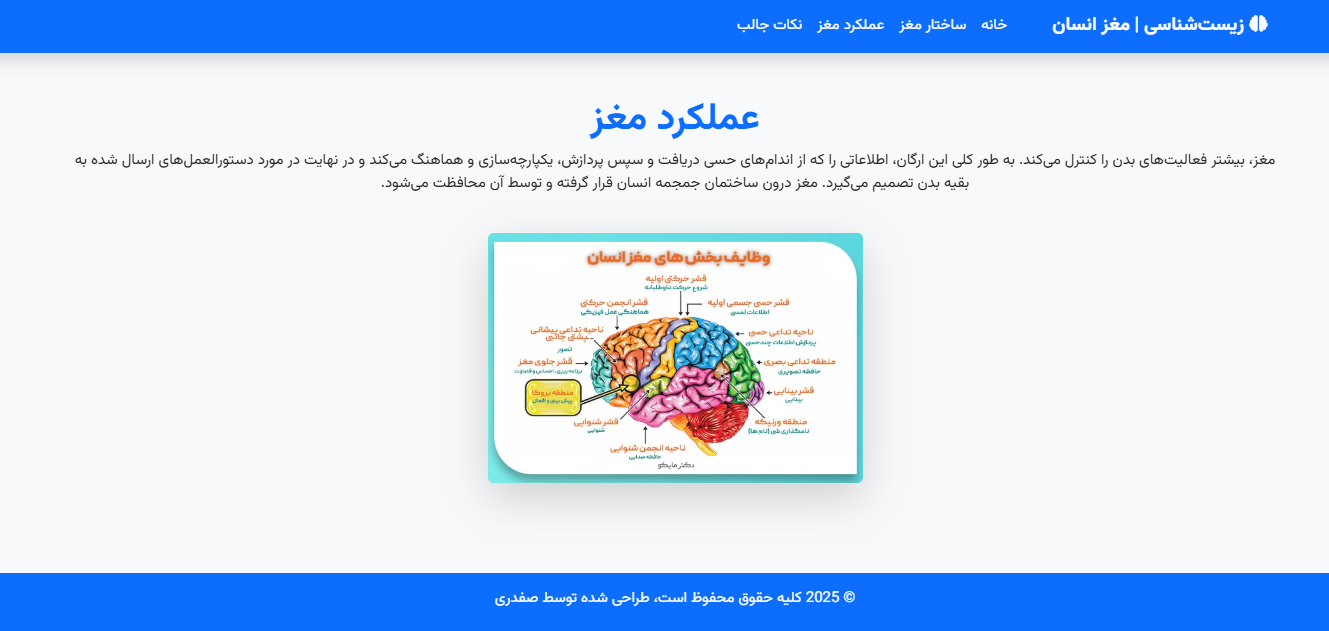 زیست‌شناسی | مغز انسان
خانه
ساختار مغز
عملکرد مغز
نکات جالب
عملکرد مغز
مغز، بیشتر فعالیت‌های بدن را کنترل می‌کند. به طور کلی این ارگان، اطلاعاتی را که از اندام‌های حسی دریافت و سپس پردازش، یکپارچه‌سازی و هماهنگ می‌کند و در نهایت در مورد دستورالعمل‌های ارسال شده به
بقیه بدن تصمیم می‌گیرد. مغز درون ساختمان جمجمه انسان قرار گرفته و توسط آن محافظت می‌شود.
وظایف بخش های مغز انسان
قشر حرکتی اولیه
شروع حرکت داوطلبانه
قشر حسی جسمی اولیه
اطلاعات لمسی
قشر انجمن حرکتی
هماهنگی عمل فیزیکی
ناحیه تداعی حسی
پردازش اطلاعات چندحسی
ناحیه تداعی پیشانی
پشتی جانبی
تصور
منطقه تداعی بصری
حافظه تصویری
قشر جلوی مغز
برنامه ریزی، احساس و قضاوت
قشر بینایی
بینایی
منطقه بروکا
قشر شنوایی
شنوایی
منطقه ورنیکه
نامگذاری شی (نام ها)
ناحیه انجمن شنوایی
حافظه صدایی
دکتر مایکو
© 2025 کلیه حقوق محفوظ است، طراحی شده توسط صفدری